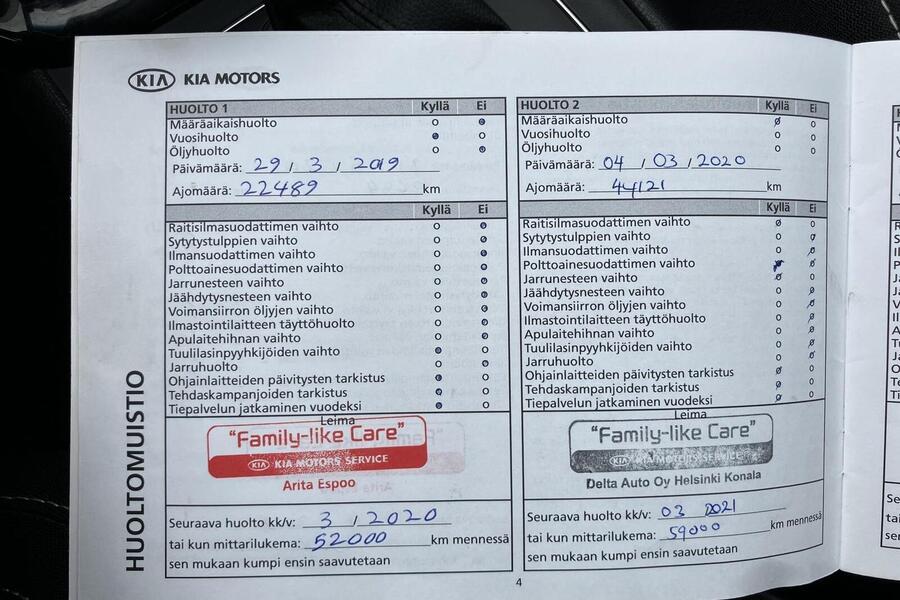 KIA KIA MOTORS
HUOLTO 1 Kyllä Ei
Määräaikaishuolto
Vuosihuolto
Öljyhuolto
Päivämäärä: 29 / 3 / 2019
Ajomäärä: 22489 km
Kyllä Ei
Raitisilmasuodattimen vaihto
Sytytystulppien vaihto
Ilmansuodattimen vaihto
Polttoainesuodattimen vaihto
Jarrunesteen vaihto
Jäähdytysnesteen vaihto
Voimansiirron öljyjen vaihto
Ilmastointilaitteen täyttöhuolto
Apulaitehihnan vaihto
Tuulilasinpyyhkijöiden vaihto
Jarruhuolto
Ohjainlaitteiden päivitysten tarkistus
Tehdaskampanjoiden tarkistus
Tiepalvelun jatkaminen vuodeksi
Leima
"Family-like Care"
KIA KIA MOTORS SERVICE
Arita Espoo
Seuraava huolto kk/v: 3 / 2020
tai kun mittarilukema: 52000 km mennessä
sen mukaan kumpi ensin saavutetaan
HUOLTO 2 Kyllä Ei
Määräaikaishuolto
Vuosihuolto
Öljyhuolto
Päivämäärä: 04 / 03 / 2020
Ajomäärä: 44121 km
Kyllä Ei
Raitisilmasuodattimen vaihto
Sytytystulppien vaihto
Ilmansuodattimen vaihto
Polttoainesuodattimen vaihto
Jarrunesteen vaihto
Jäähdytysnesteen vaihto
Voimansiirron öljyjen vaihto
Ilmastointilaitteen täyttöhuolto
Apulaitehihnan vaihto
Tuulilasinpyyhkijöiden vaihto
Jarruhuolto
Ohjainlaitteiden päivitysten tarkistus
Tehdaskampanjoiden tarkistus
Tiepalvelun jatkaminen vuodeksi
Leima
"Family-like Care"
KIA KIA MOTORS SERVICE
Delta Auto Oy Helsinki Konala
Seuraava huolto kk/v: 03 2021
tai kun mittarilukema: 59000 km mennessä
sen mukaan kumpi ensin saavutetaan
HUOLTOMUISTIO
4